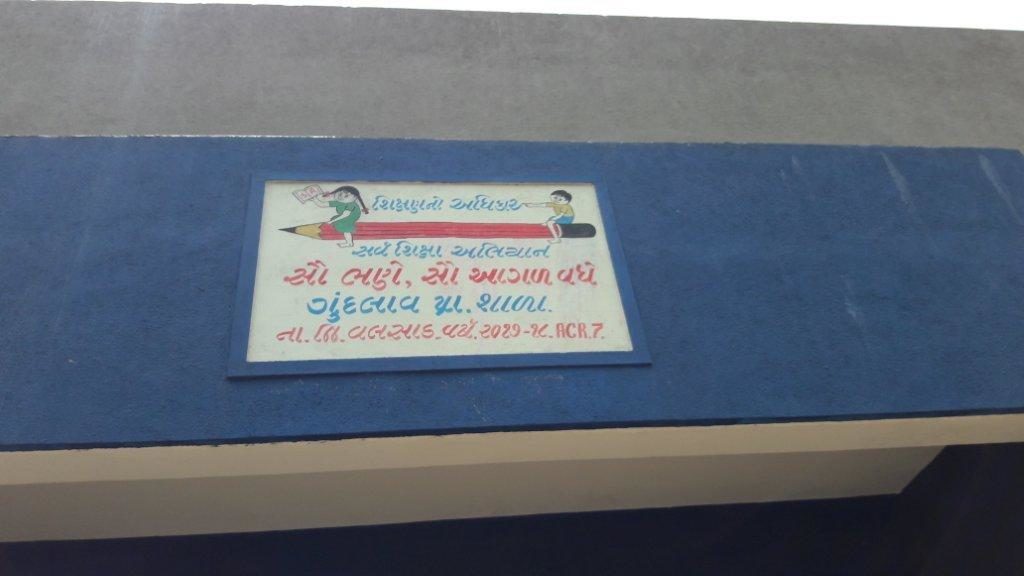 શિક્ષણનો અધિકાર
સર્વ શિક્ષા અભિયાન
સૌ ભણે, સૌ આગળ વધે
ગુંદલાવ પ્રા. શાળા.
તા. જિ. વલસાડ. વર્ષ. ૨૦૧૭-૧૮. ACR. 7.